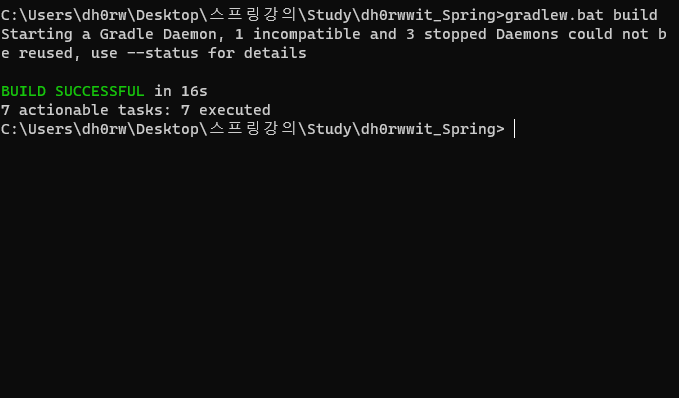 C:\Users\dh0rw\Desktop\스프링강의\Study\dh0rwwit_Spring>gradlew.bat build
Starting a Gradle Daemon, 1 incompatible and 3 stopped Daemons could not b
e reused, use --status for details
BUILD SUCCESSFUL in 16s
7 actionable tasks: 7 executed
C:\Users\dh0rw\Desktop\스프링강의\Study\dh0rwwit_Spring>